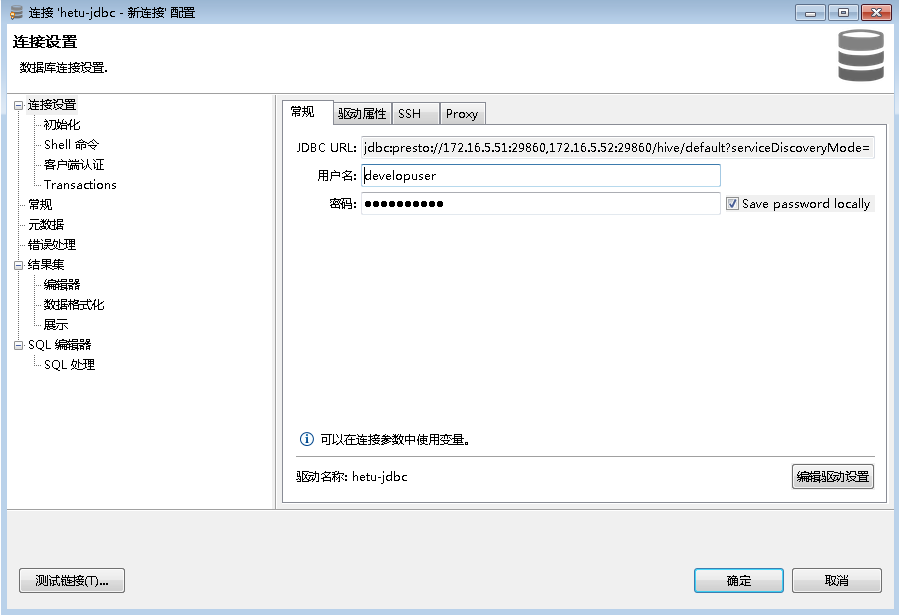 连接 'hetu-jdbc - 新连接' 配置
连接设置
数据库连接设置.
连接设置
初始化
Shell 命令
客户端认证
Transactions
常规
元数据
错误处理
结果集
编辑器
数据格式化
展示
SQL 编辑器
SQL 处理
常规 驱动属性 SSH Proxy
JDBC URL: jdbc:presto://172.16.5.51:29860,172.16.5.52:29860/hive/default?serviceDiscoveryMode=
用户名: developuser
密码: ●●●●●●●●●● Save password locally
可以在连接参数中使用变量。
驱动名称: hetu-jdbc 编辑驱动设置
测试链接(T)... 确定 取消